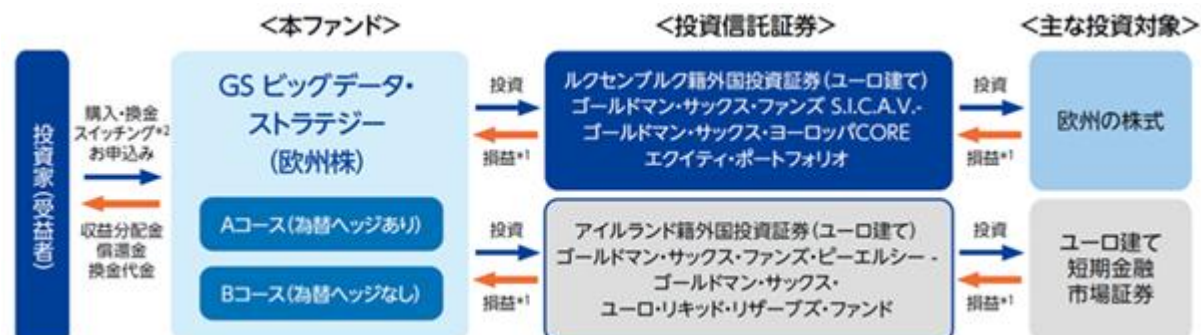 ＜本ファンド＞
＜投資信託証券＞
＜主な投資対象＞
投資家(受益者)
購入・換金
スイッチング*2
お申込み
収益分配金
償還金
換金代金
GS ビッグデータ・
ストラテジー
(欧州株)
Aコース(為替ヘッジあり)
Bコース(為替ヘッジなし)
投資
損益*1
投資
損益*1
ルクセンブルク籍外国投資証券(ユーロ建て)
ゴールドマン・サックス・ファンズ S.I.C.A.V.-
ゴールドマン・サックス・ヨーロッパCORE
エクイティ・ポートフォリオ
アイルランド籍外国投資証券(ユーロ建て)
ゴールドマン・サックス・ファンズ・ピーエルシー -
ゴールドマン・サックス・
ユーロ・リキッド・リザーブズ・ファンド
投資
損益*1
投資
損益*1
欧州の株式
ユーロ建て
短期金融
市場証券